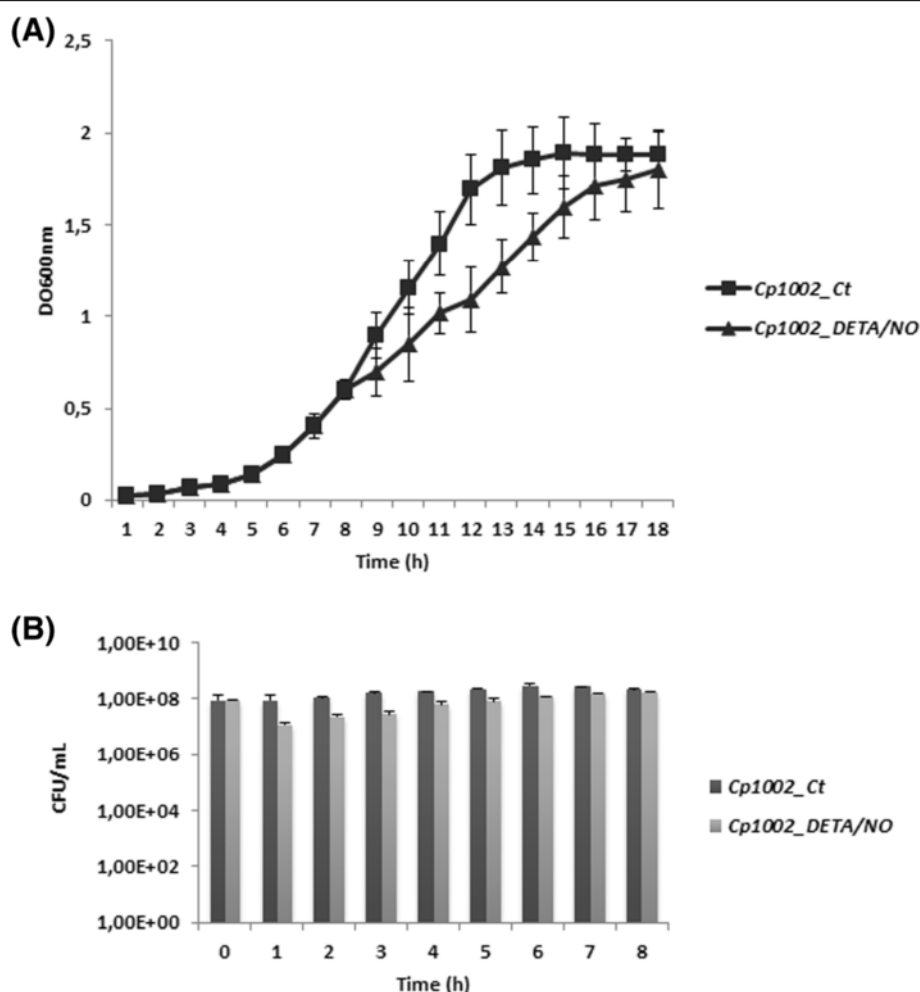 (A)
2,5
2
1,5
1
0,5
0
DO600nm
1 2 3 4 5 6 7 8 9 10 11 12 13 14 15 16 17 18
Time (h)
Cp1002_Ct
Cp1002_DETA/NO
(B)
1,00E+10
1,00E+08
1,00E+06
1,00E+04
1,00E+02
1,00E+00
CFU/mL
0 1 2 3 4 5 6 7 8
Time (h)
Cp1002_Ct
Cp1002_DETA/NO